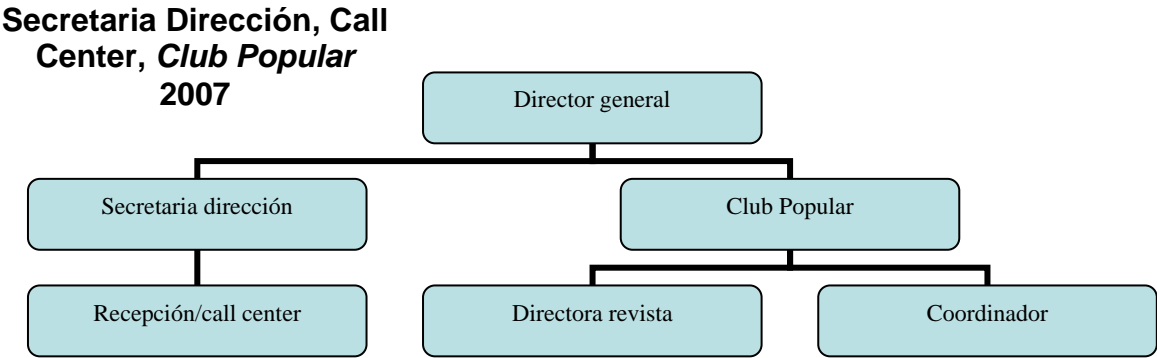 Secretaria Dirección, Call
Center, Club Popular
2007
Director general
Secretaria dirección
Club Popular
Recepción/call center
Directora revista
Coordinador